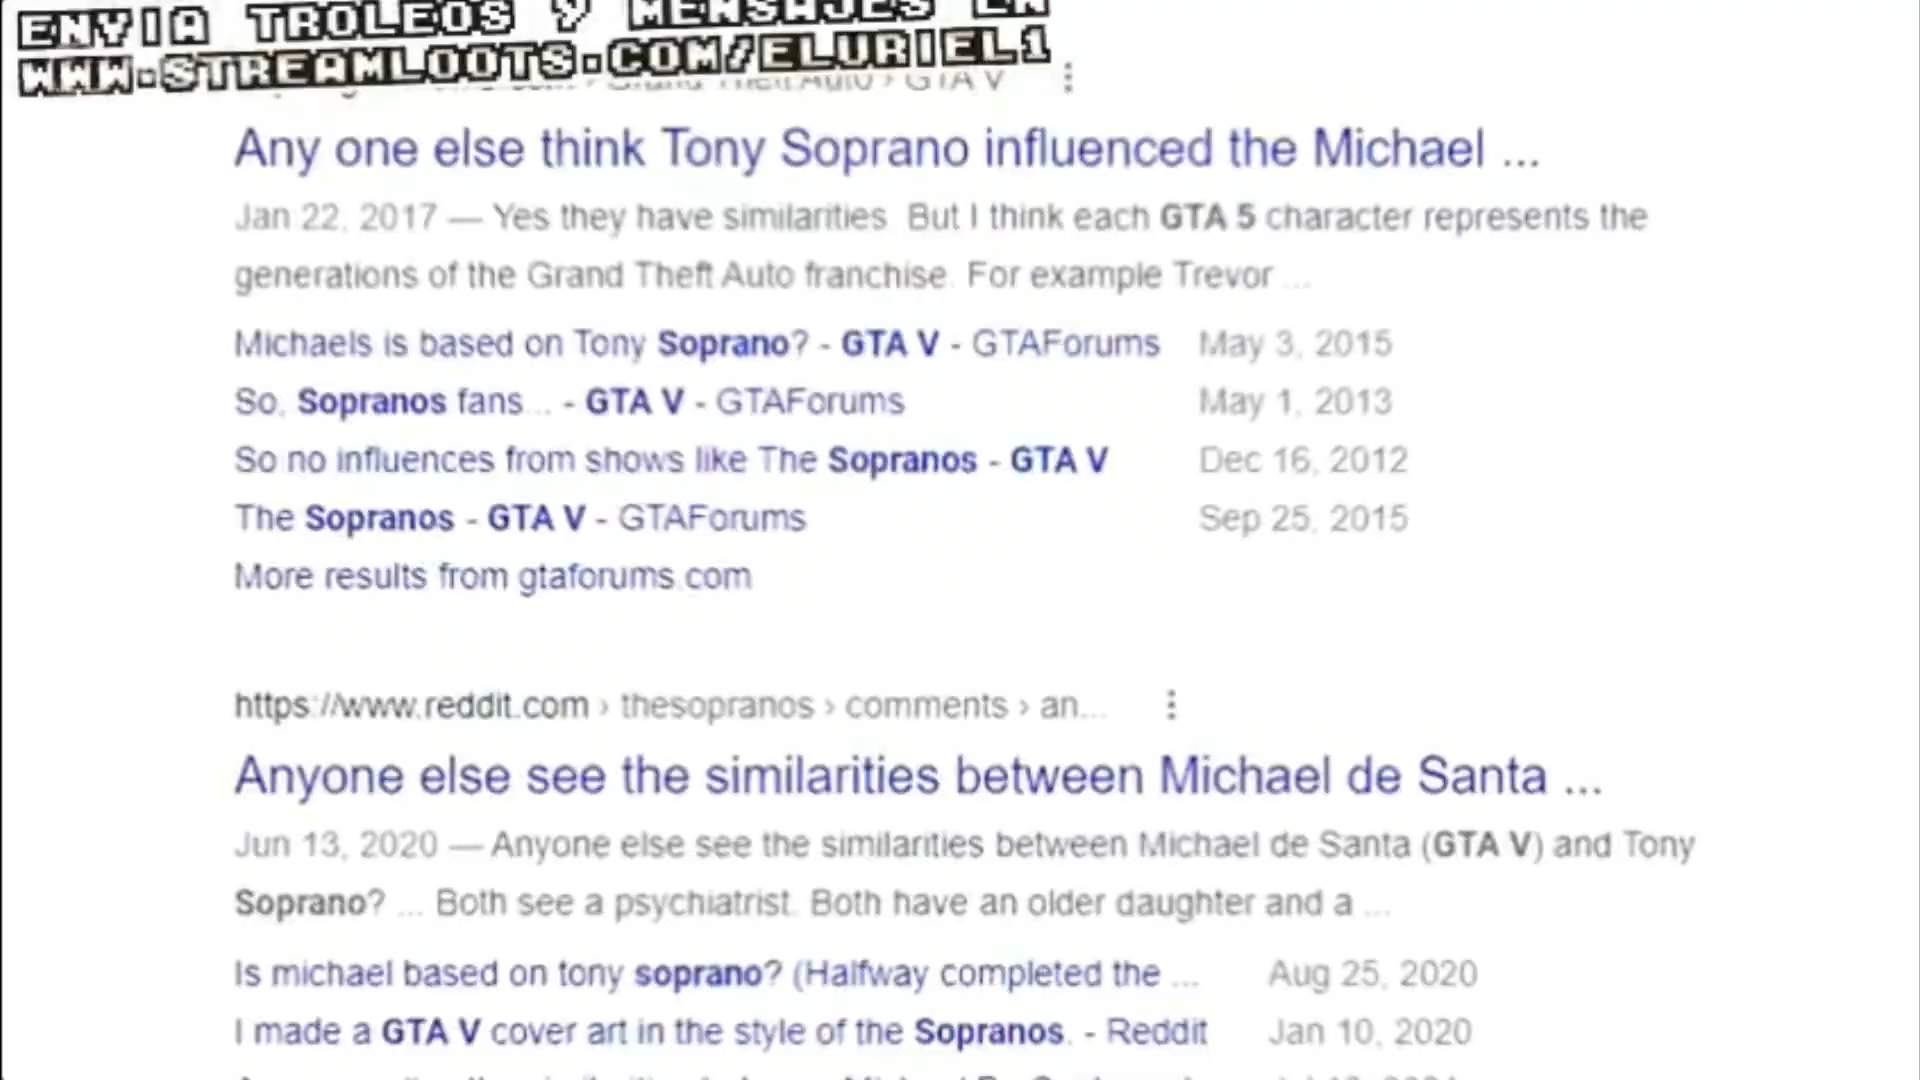 ENVIA TROLEOS Y MENSAJES EN
WWW.STREAMLOOTS.COM/ELURIEL1
Grand Theft Auto › GTA V
Any one else think Tony Soprano influenced the Michael ...
Jan 22, 2017 — Yes they have similarities. But I think each GTA 5 character represents the
generations of the Grand Theft Auto franchise. For example Trevor ...
Michaels is based on Tony Soprano? - GTA V - GTAForums May 3, 2015
So, Sopranos fans... - GTA V - GTAForums May 1, 2013
So no influences from shows like The Sopranos - GTA V Dec 16, 2012
The Sopranos - GTA V - GTAForums Sep 25, 2015
More results from gtaforums.com
https://www.reddit.com › thesopranos › comments › an...
Anyone else see the similarities between Michael de Santa ...
Jun 13, 2020 — Anyone else see the similarities between Michael de Santa (GTA V) and Tony
Soprano? ... Both see a psychiatrist. Both have an older daughter and a ...
Is michael based on tony soprano? (Halfway completed the ... Aug 25, 2020
I made a GTA V cover art in the style of the Sopranos. - Reddit Jan 10, 2020